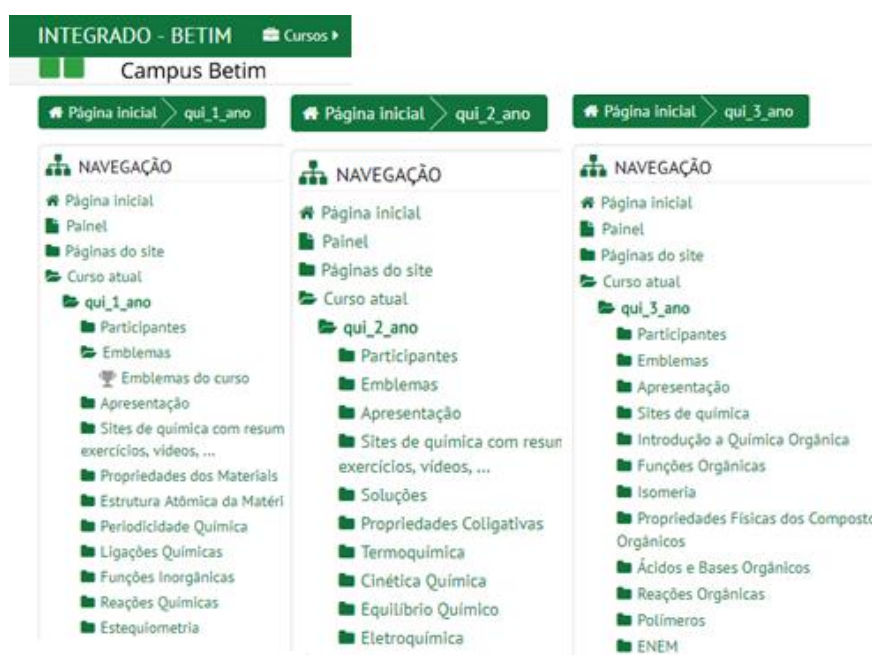 INTEGRADO - BETIM Cursos
Campus Betim
Página inicial qui_1_ano
NAVEGAÇÃO
Página inicial
Painel
Páginas do site
Curso atual
qui_1_ano
Participantes
Emblemas
Emblemas do curso
Apresentação
Sites de química com resum
exercícios, vídeos, ...
Propriedades dos Materiais
Estrutura Atômica da Matéri
Periodicidade Química
Ligações Químicas
Funções Inorgânicas
Reações Químicas
Estequiometria
Página inicial qui_2_ano
NAVEGAÇÃO
Página inicial
Painel
Páginas do site
Curso atual
qui_2_ano
Participantes
Emblemas
Apresentação
Sites de química com resum
exercícios, vídeos, ...
Soluções
Propriedades Coligativas
Termoquímica
Cinética Química
Equilíbrio Químico
Eletroquímica
Página inicial qui_3_ano
NAVEGAÇÃO
Página inicial
Painel
Páginas do site
Curso atual
qui_3_ano
Participantes
Emblemas
Apresentação
Sites de química
Introdução a Química Orgânica
Funções Orgânicas
Isomeria
Propriedades Físicas dos Composto
Orgânicos
Ácidos e Bases Orgânicos
Reações Orgânicas
Polímeros
ENEM